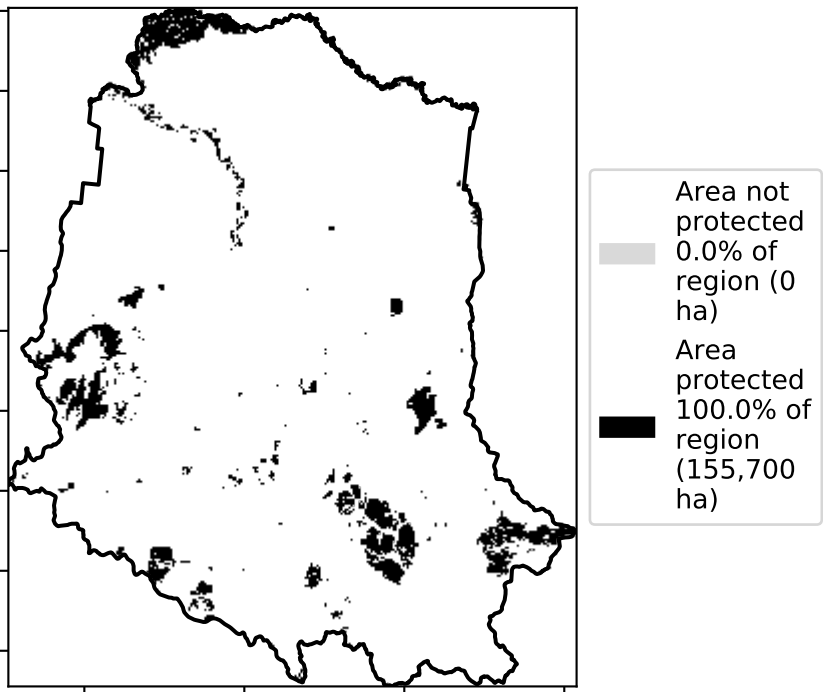 Area not
protected
0.0% of
region (0
ha)
Area
protected
100.0% of
region
(155,700
ha)